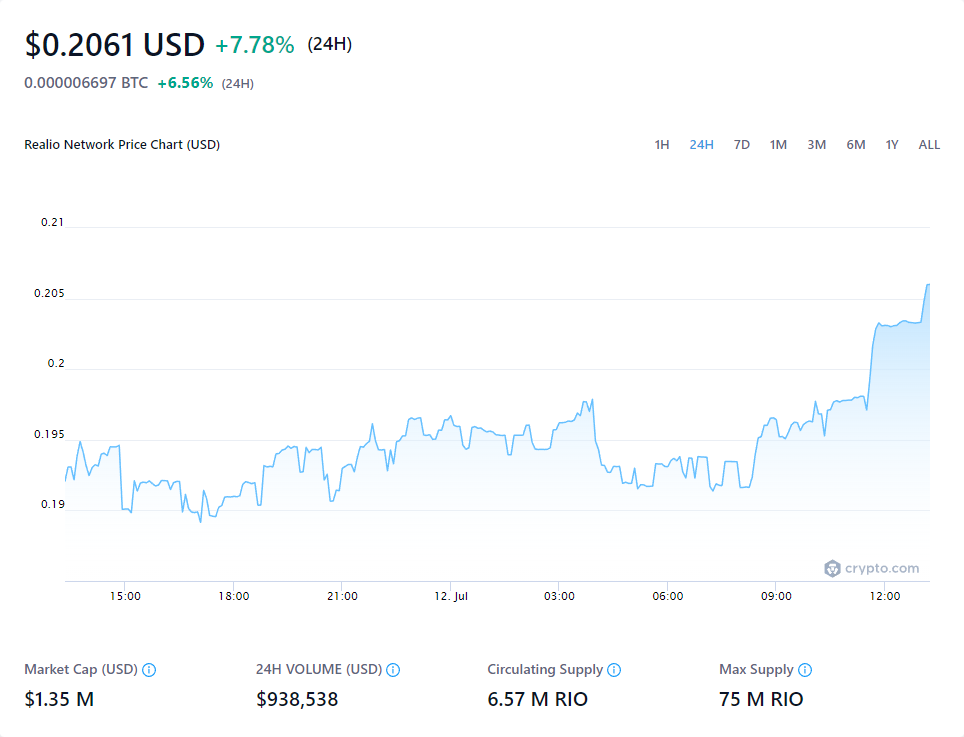 $0.2061 USD +7.78% (24H)
0.000006697 BTC +6.56% (24H)
Realio Network Price Chart (USD) 1H 24H 7D 1M 3M 6M 1Y ALL
0.21
0.205
0.2
0.195
0.19
crypto.com
15:00 18:00 21:00 12. Jul 03:00 06:00 09:00 12:00
Market Cap (USD) 24H VOLUME (USD) Circulating Supply Max Supply
$1.35 M $938,538 6.57 M RIO 75 M RIO